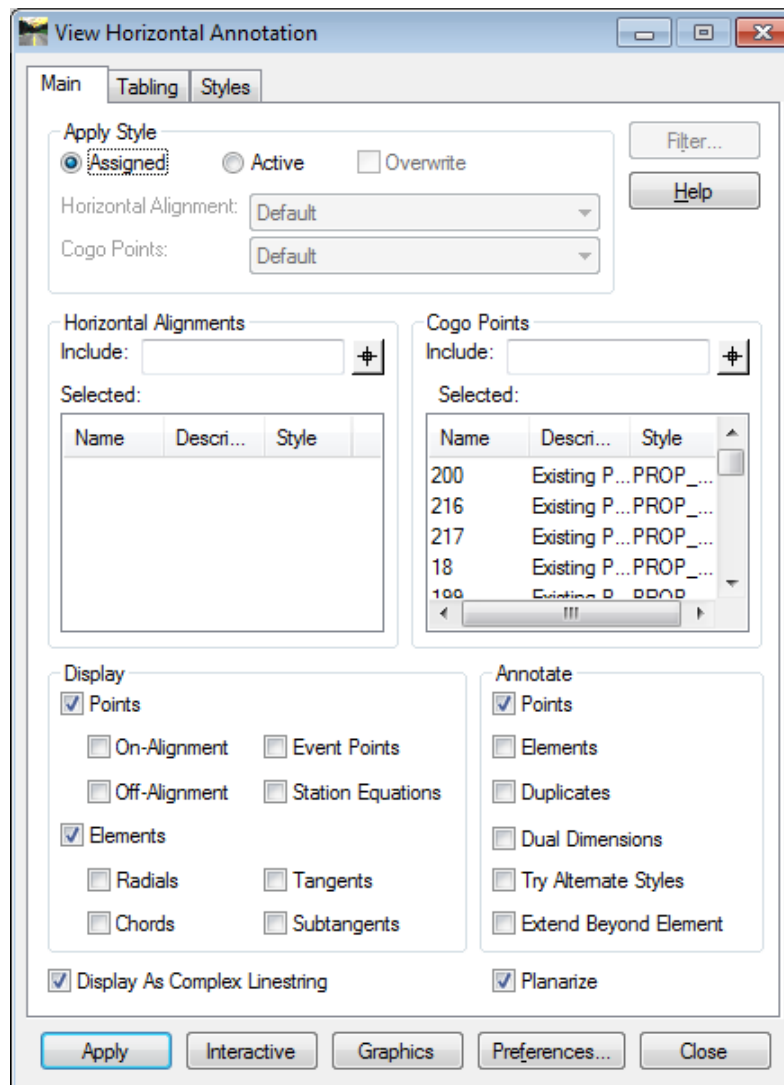 View Horizontal Annotation
Main Tabling Styles
Apply Style
Assigned Active Overwrite
Filter...
Help
Horizontal Alignment: Default
Cogo Points: Default
Horizontal Alignments
Include:
Selected:
Name Descri... Style
Cogo Points
Include:
Selected:
Name Descri... Style
200 Existing P... PROP_...
216 Existing P... PROP_...
217 Existing P... PROP_...
18 Existing P... PROP_...
199 Existing P... PROP_...
Display
Points
On-Alignment Event Points
Off-Alignment Station Equations
Elements
Radials Tangents
Chords Subtangents
Annotate
Points
Elements
Duplicates
Dual Dimensions
Try Alternate Styles
Extend Beyond Element
Display As Complex Linestring Planarize
Apply Interactive Graphics Preferences... Close